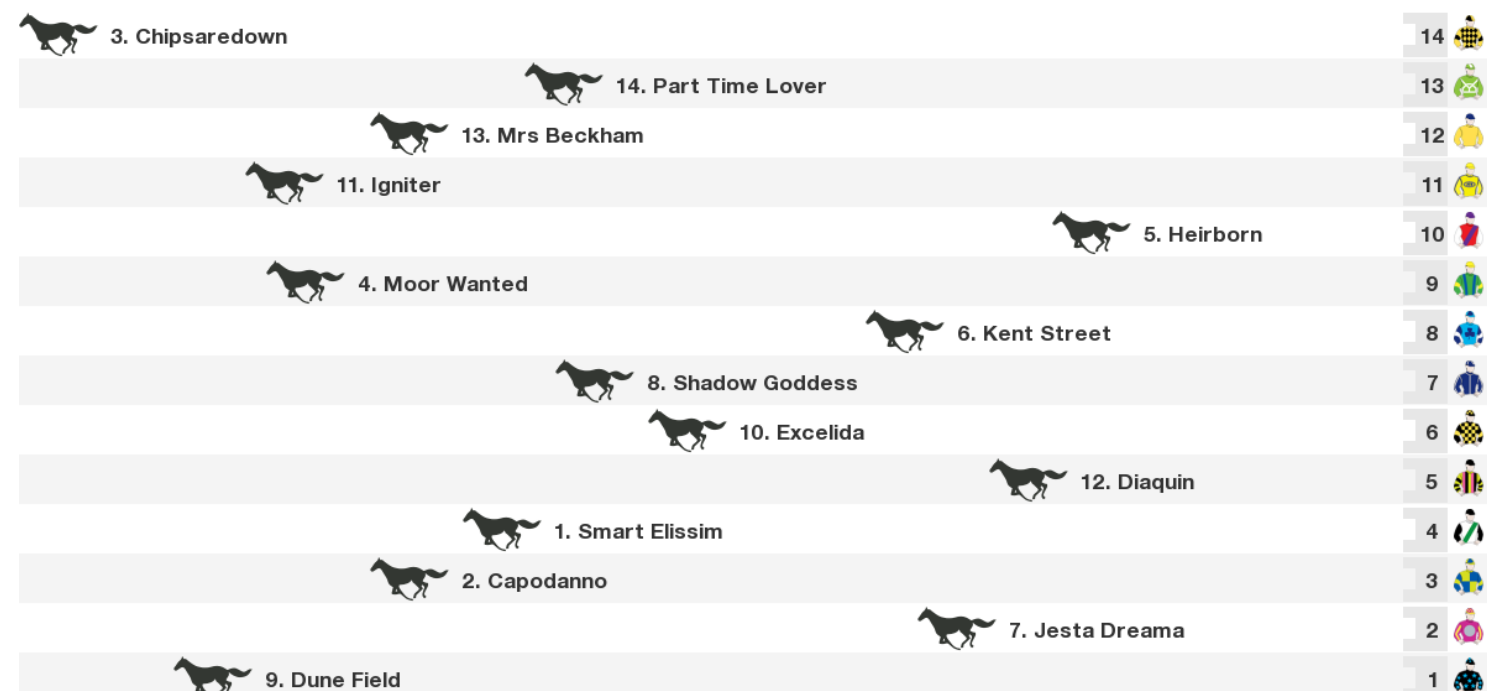 3. Chipsaredown 14
14. Part Time Lover 13
13. Mrs Beckham 12
11. Igniter 11
5. Heirborn 10
4. Moor Wanted 9
6. Kent Street 8
8. Shadow Goddess 7
10. Excelida 6
12. Diaquin 5
1. Smart Elissim 4
2. Capodanno 3
7. Jesta Dreama 2
9. Dune Field 1